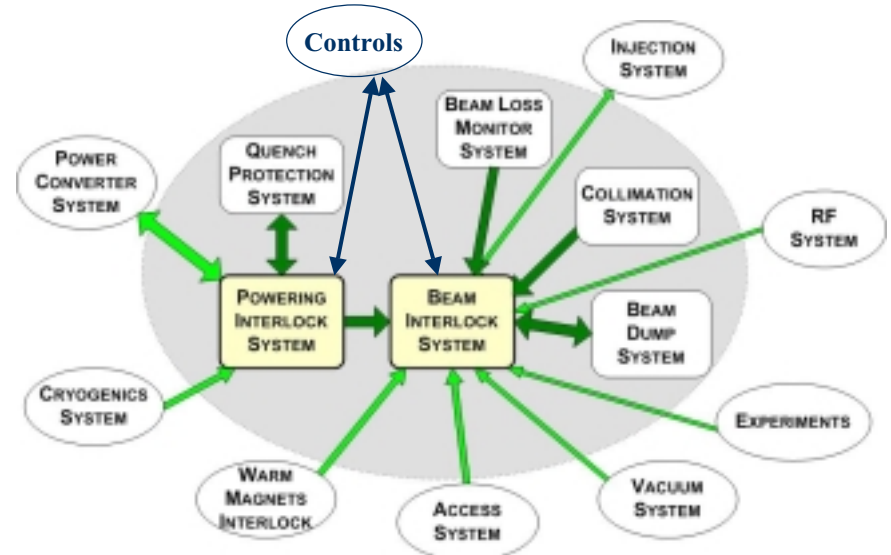 Controls
INJECTION
SYSTEM
BEAM LOSS
MONITOR
SYSTEM
QUENCH
PROTECTION
SYSTEM
POWER
CONVERTER
SYSTEM
COLLIMATION
SYSTEM
RF
SYSTEM
POWERING
INTERLOCK
SYSTEM
BEAM
INTERLOCK
SYSTEM
BEAM
DUMP
SYSTEM
CRYOGENICS
SYSTEM
EXPERIMENTS
WARM
MAGNETS
INTERLOCK
ACCESS
SYSTEM
VACUUM
SYSTEM